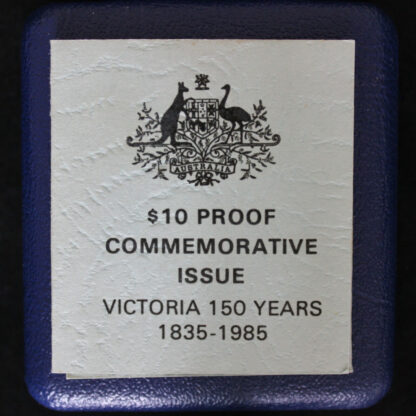 AUSTRALIA
$10 PROOF
COMMEMORATIVE
ISSUE
VICTORIA 150 YEARS
1835-1985